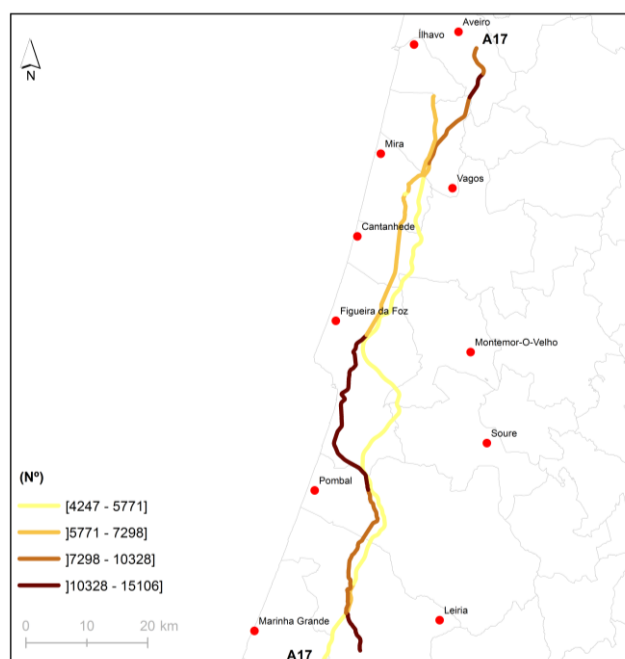 Aveiro
Ílhavo
A17
N
Mira
Vagos
Cantanhede
Figueira da Foz
Montemor-O-Velho
Soure
(Nº)
Pombal
]4247 - 5771]
]5771 - 7298]
]7298 - 10328]
]10328 - 15106]
Leiria
Marinha Grande
0 10 20 km
A17